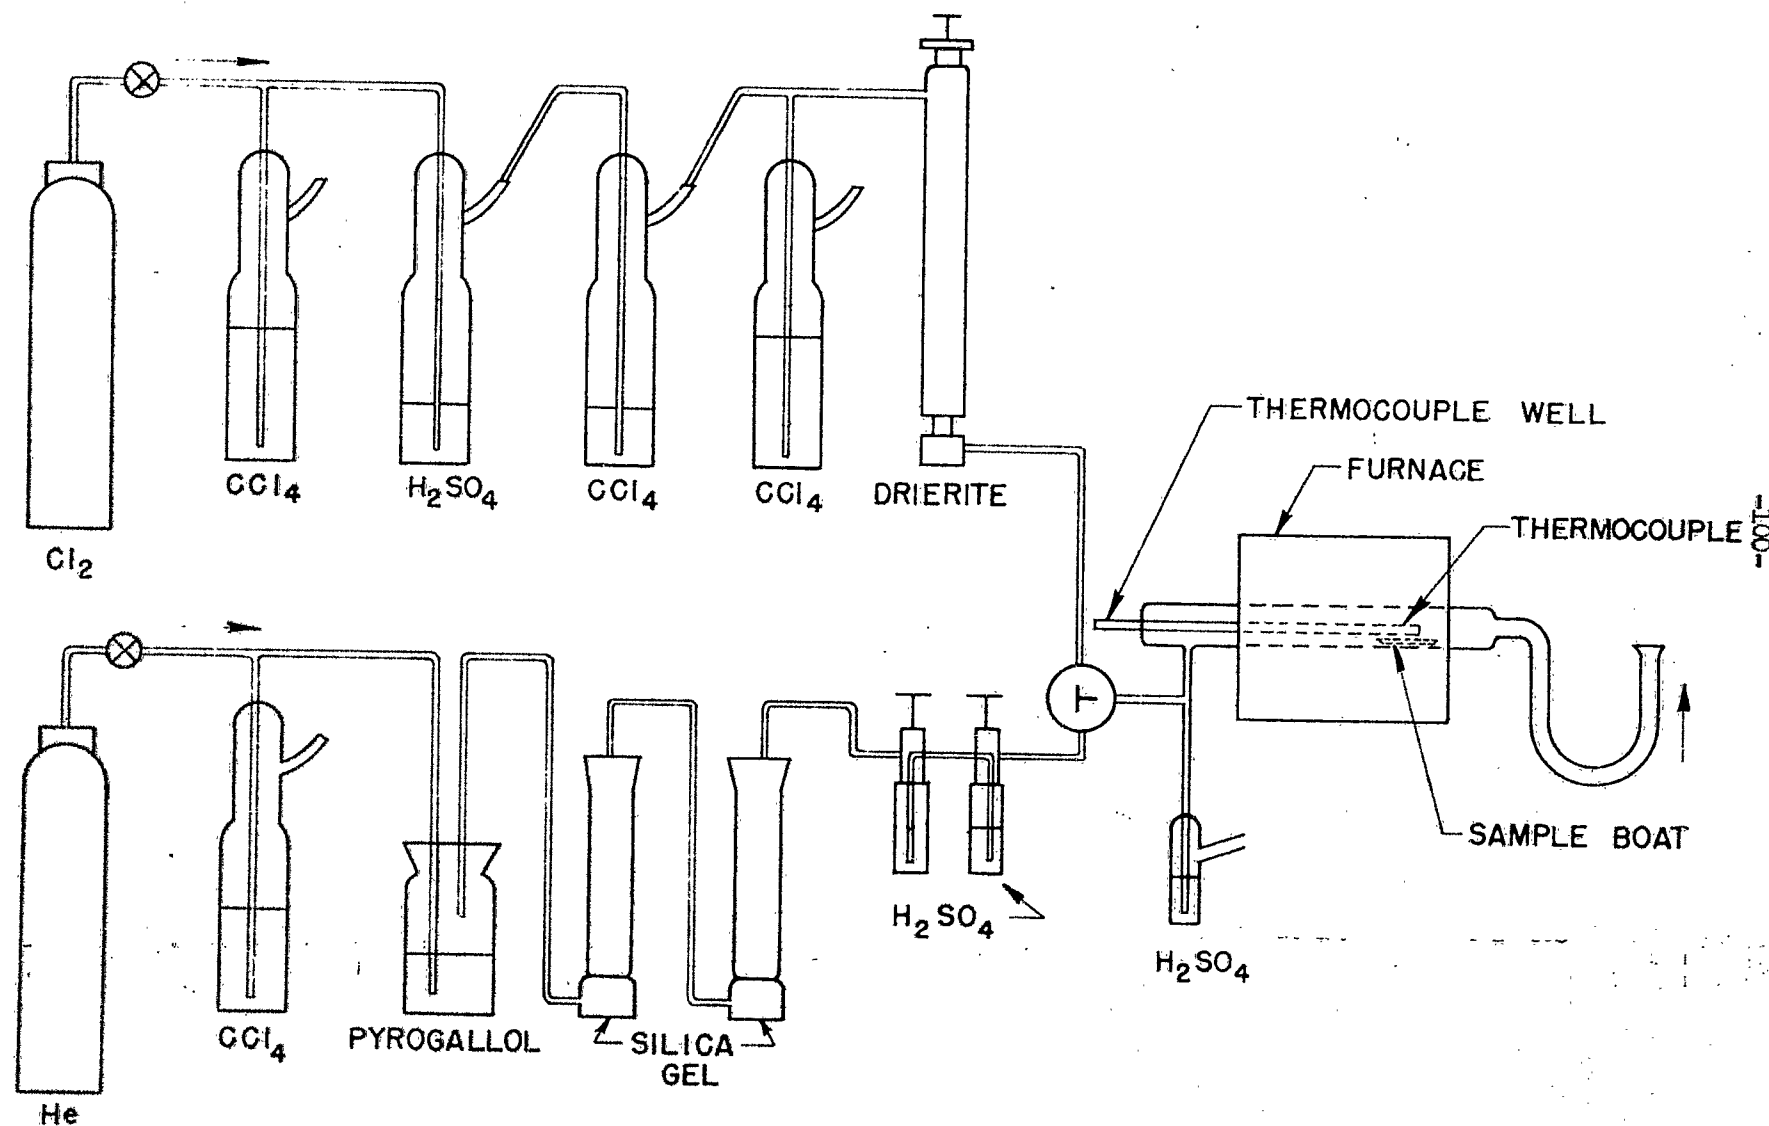 CCl4
H2SO4
CCl4
CCl4
DRIERITE
Cl2
THERMOCOUPLE WELL
FURNACE
THERMOCOUPLE
-100-
SAMPLE BOAT
CCl4
PYROGALLOL
SILICA
GEL
H2SO4
H2SO4
He